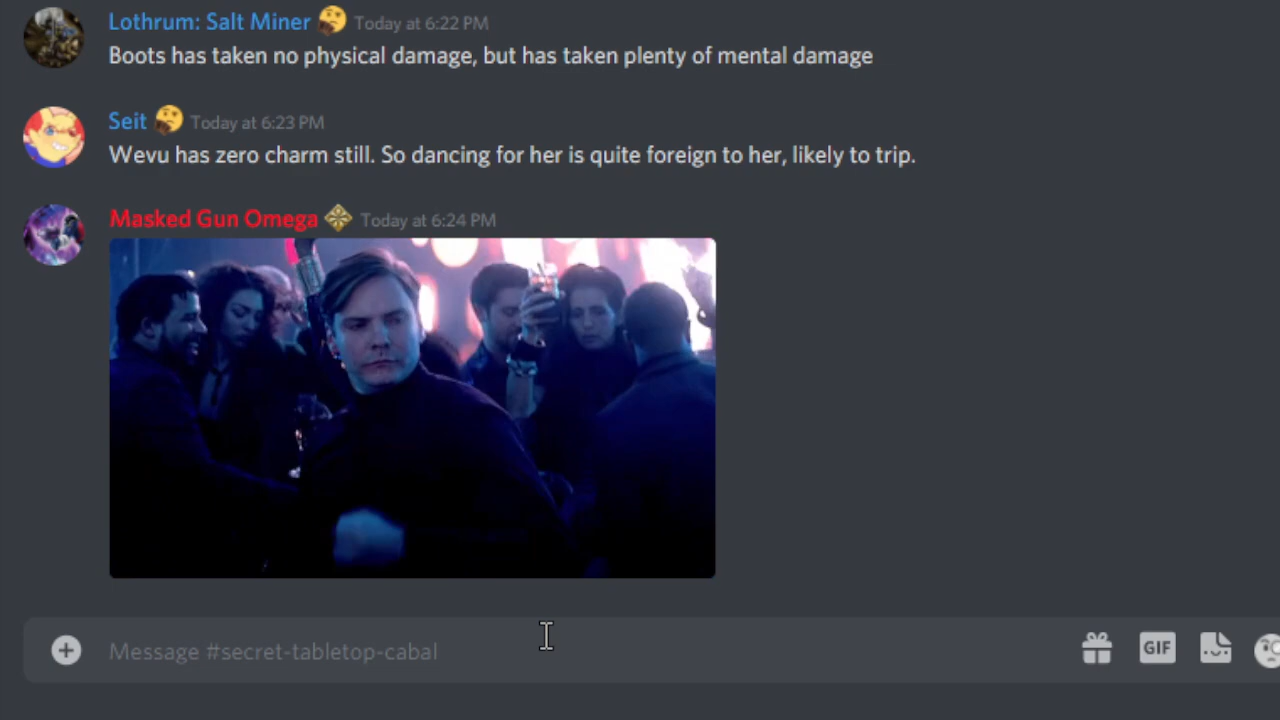 Lothrum: Salt Miner 🤔 Today at 6:22 PM
Boots has taken no physical damage, but has taken plenty of mental damage
Seit 🤔 Today at 6:23 PM
Wevu has zero charm still. So dancing for her is quite foreign to her, likely to trip.
Masked Gun Omega Today at 6:24 PM
Message #secret-tabletop-cabal
GIF